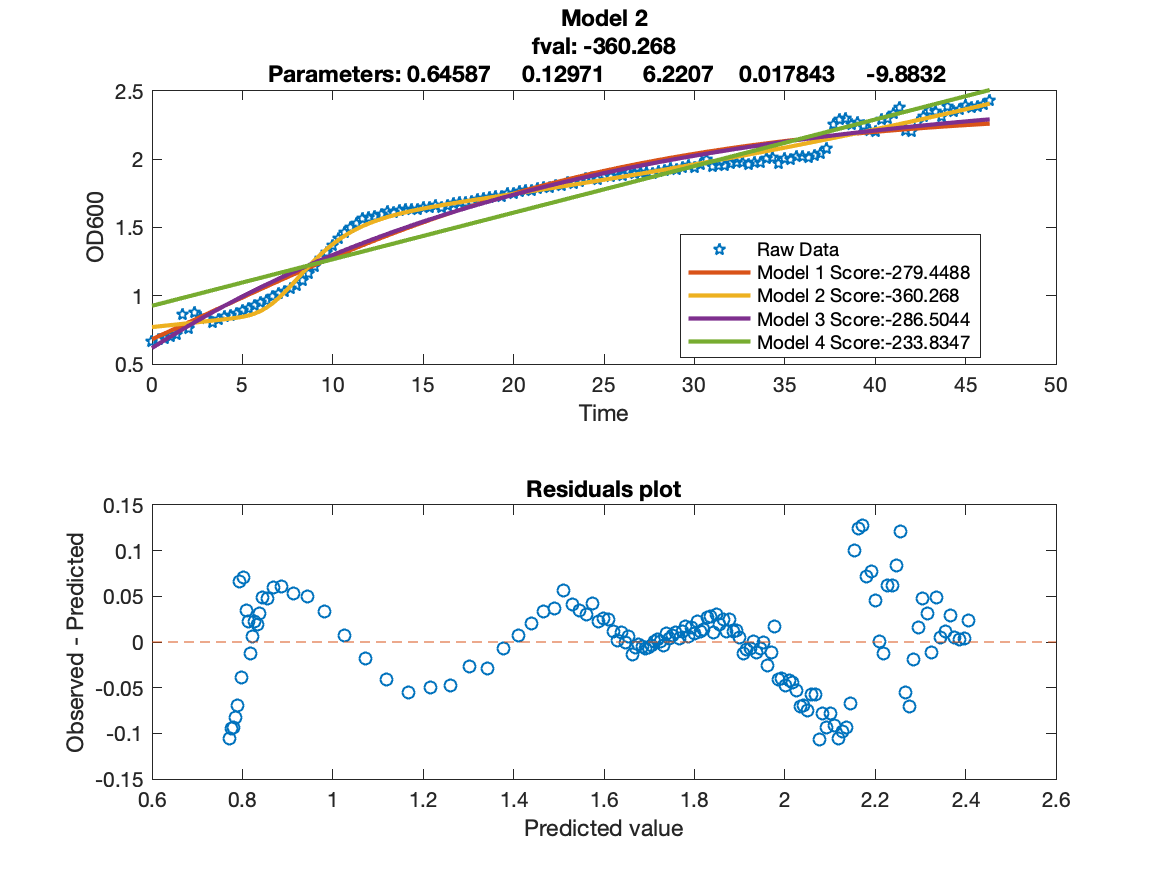 Model 2
fval: -360.268
Parameters: 0.64587 0.12971 6.2207 0.017843 -9.8832
2.5
2
1.5
1
0.5
OD600
Raw Data
Model 1 Score:-279.4488
Model 2 Score:-360.268
Model 3 Score:-286.5044
Model 4 Score:-233.8347
0 5 10 15 20 25 30 35 40 45 50
Time
Residuals plot
0.15
0.1
0.05
0
-0.05
-0.1
-0.15
Observed - Predicted
0.6 0.8 1 1.2 1.4 1.6 1.8 2 2.2 2.4 2.6
Predicted value